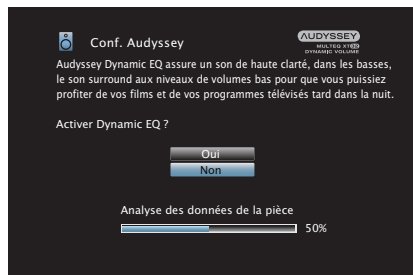 Conf. Audyssey
AUDYSSEY
MULTEQ XT32
DYNAMIC VOLUME
Audyssey Dynamic EQ assure un son de haute clarté, dans les basses,
le son surround aux niveaux de volumes bas pour que vous puissiez
profiter de vos films et de vos programmes télévisés tard dans la nuit.
Activer Dynamic EQ ?
Oui
Non
Analyse des données de la pièce
50%